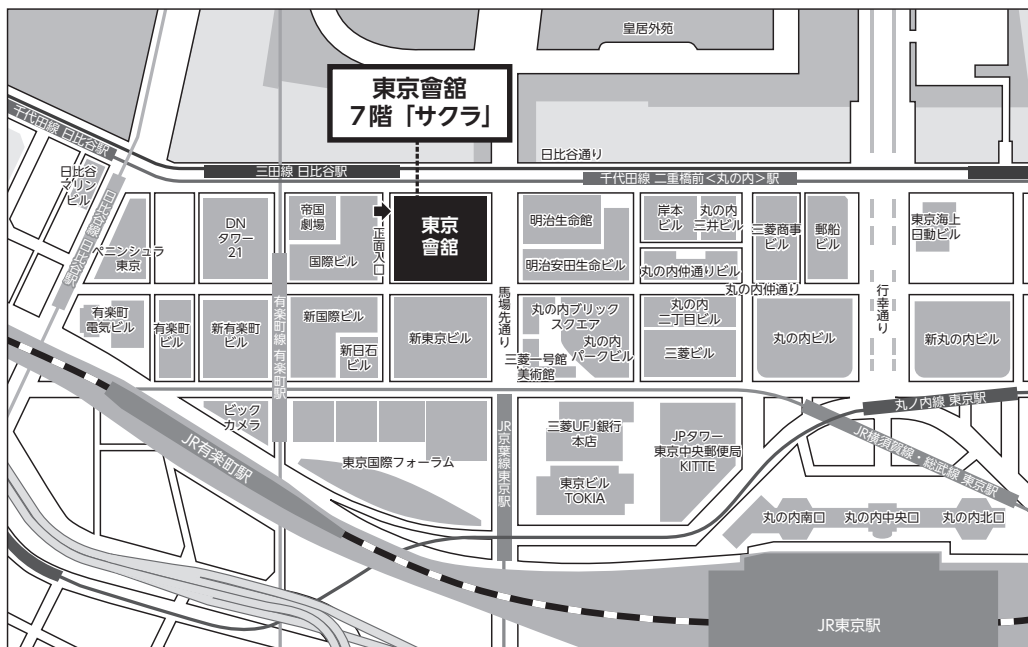 皇居外苑
東京會舘
7階「サクラ」
日比谷通り
千代田線 日比谷駅
三田線 日比谷駅
千代田線 二重橋前<丸の内>駅
日比谷
マリン
ビル
日比谷線 日比谷駅
ペニンシュラ
東京
DN
タワー
21
帝国
劇場
国際ビル
正面入口
東京
會舘
明治生命館
明治安田生命ビル
岸本
ビル
丸の内
三井ビル
丸の内仲通りビル
三菱商事
ビル
郵船
ビル
東京海上
日動ビル
丸の内仲通り
行幸通り
馬場先通り
有楽町
電気ビル
有楽町
ビル
新有楽町
ビル
有楽町線 有楽町駅
新国際ビル
新日石
ビル
新東京ビル
丸の内ブリック
スクエア
丸の内
パークビル
三菱一号館
美術館
丸の内
二丁目ビル
三菱ビル
丸の内ビル
新丸の内ビル
丸ノ内線 東京駅
ビック
カメラ
JR有楽町駅
東京国際フォーラム
JR京葉線東京駅
三菱UFJ銀行
本店
東京ビル
TOKIA
JPタワー
東京中央郵便局
KITTE
JR横須賀線・総武線 東京駅
丸の内南口
丸の内中央口
丸の内北口
JR東京駅